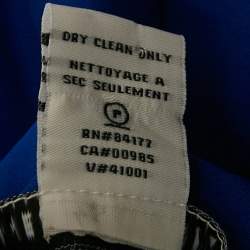 DRY CLEAN ONLY
NETTOYAGE A
SEC SEULEMENT
P
RN#84177
CA#00985
V#41001